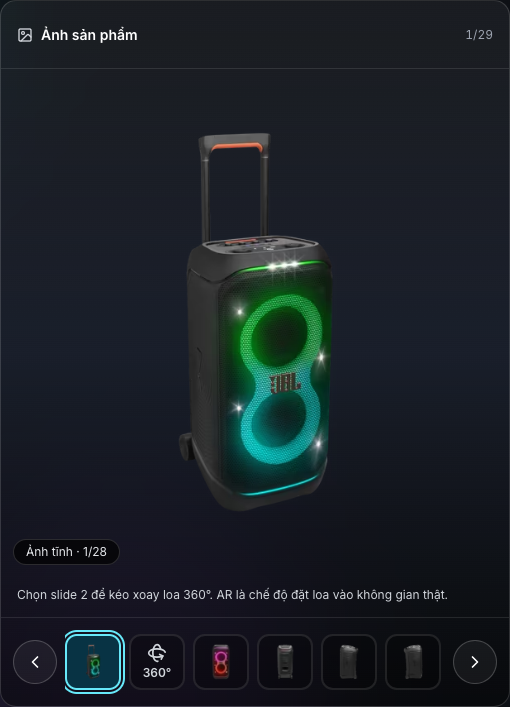 Ảnh sản phẩm
1/29
JBL
Ảnh tĩnh · 1/28
Chọn slide 2 để kéo xoay loa 360°. AR là chế độ đặt loa vào không gian thật.
360°